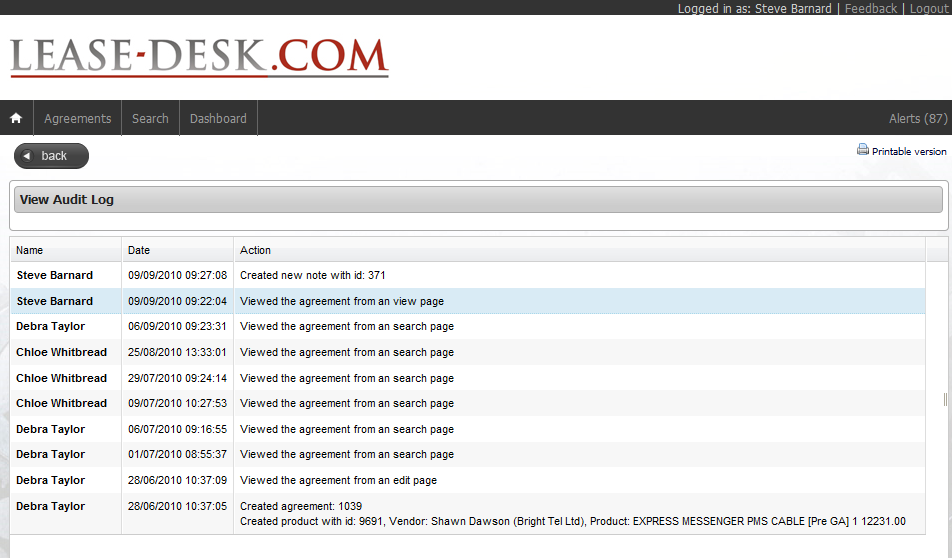 Logged in as: Steve Barnard | Feedback | Logout
LEASE-DESK.COM
Agreements Search Dashboard Alerts (87)
back Printable version
View Audit Log
Name Date Action
Steve Barnard 09/09/2010 09:27:08 Created new note with id: 371
Steve Barnard 09/09/2010 09:22:04 Viewed the agreement from an view page
Debra Taylor 06/09/2010 09:23:31 Viewed the agreement from an search page
Chloe Whitbread 25/08/2010 13:33:01 Viewed the agreement from an search page
Chloe Whitbread 29/07/2010 09:24:14 Viewed the agreement from an search page
Chloe Whitbread 09/07/2010 10:27:53 Viewed the agreement from an search page
Debra Taylor 06/07/2010 09:16:55 Viewed the agreement from an search page
Debra Taylor 01/07/2010 08:55:37 Viewed the agreement from an search page
Debra Taylor 28/06/2010 10:37:09 Viewed the agreement from an edit page
Debra Taylor 28/06/2010 10:37:05 Created agreement: 1039
Created product with id: 9691, Vendor: Shawn Dawson (Bright Tel Ltd), Product: EXPRESS MESSENGER PMS CABLE [Pre GA] 1 12231.00